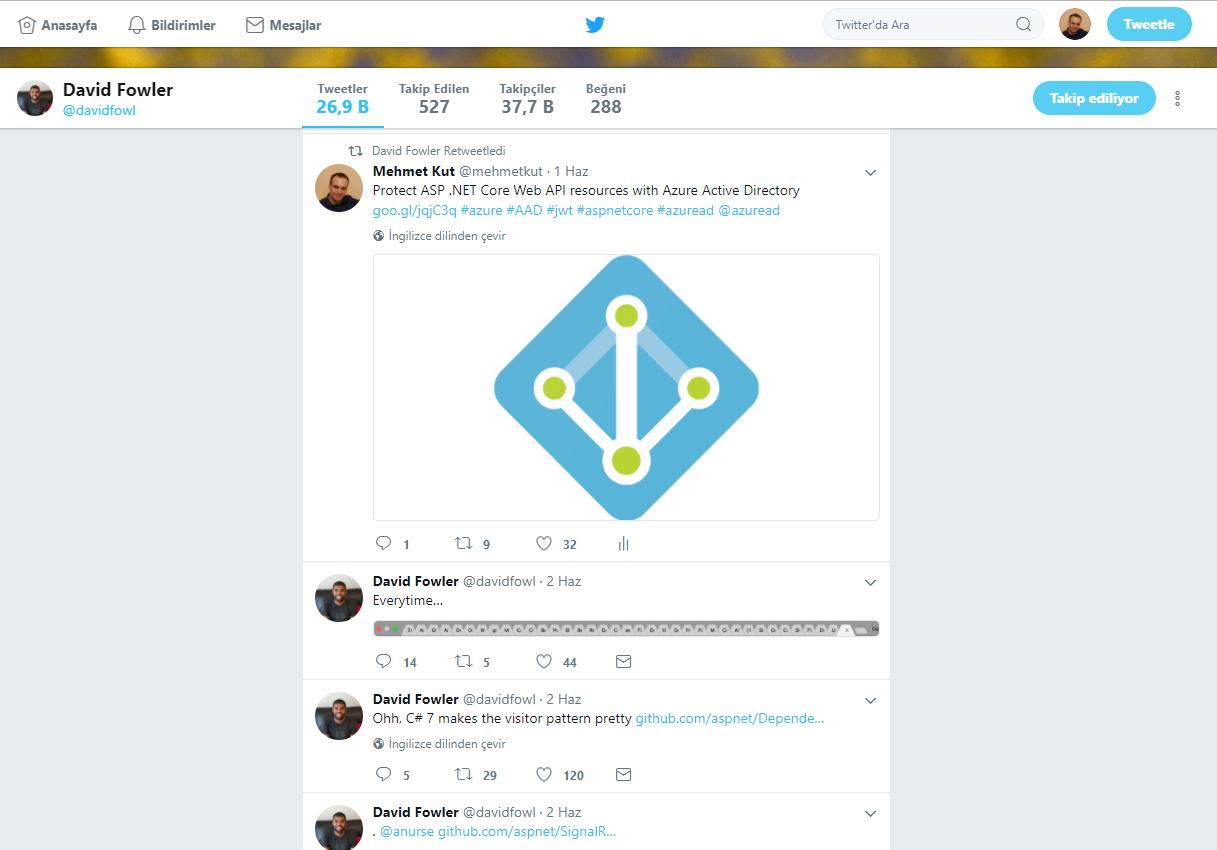 Anasayfa Bildirimler Mesajlar Twitter'da Ara Tweetle
David Fowler
@davidfowl
Tweetler Takip Edilen Takipçiler Beğeni
26,9 B 527 37,7 B 288
Takip ediliyor
David Fowler Retweetledi
Mehmet Kut @mehmetkut · 1 Haz
Protect ASP .NET Core Web API resources with Azure Active Directory
goo.gl/jqjC3q #azure #AAD #jwt #aspnetcore #azuread @azuread
İngilizce dilinden çevir
1 9 32
David Fowler @davidfowl · 2 Haz
Everytime...
14 5 44
David Fowler @davidfowl · 2 Haz
Ohh, C# 7 makes the visitor pattern pretty github.com/aspnet/Depende...
İngilizce dilinden çevir
5 29 120
David Fowler @davidfowl · 2 Haz
. @anurse github.com/aspnet/SignalR...